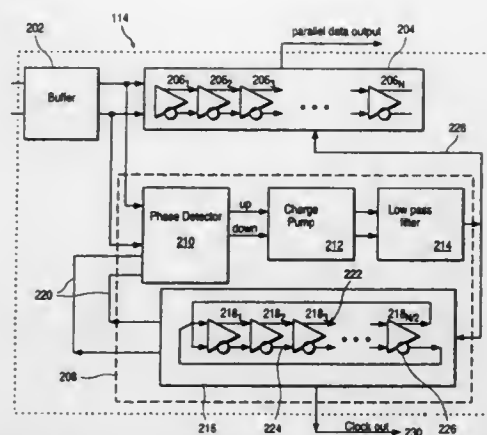 202
114
parallel data output
204
Buffer
206₁ 206₂ 206₃ 206N
226
Phase Detector
210
up
down
Charge Pump
212
Low pass filter
214
220
222
218₁ 218₂ 218₃ 218N/2
208
216
224
Clock out
230
226